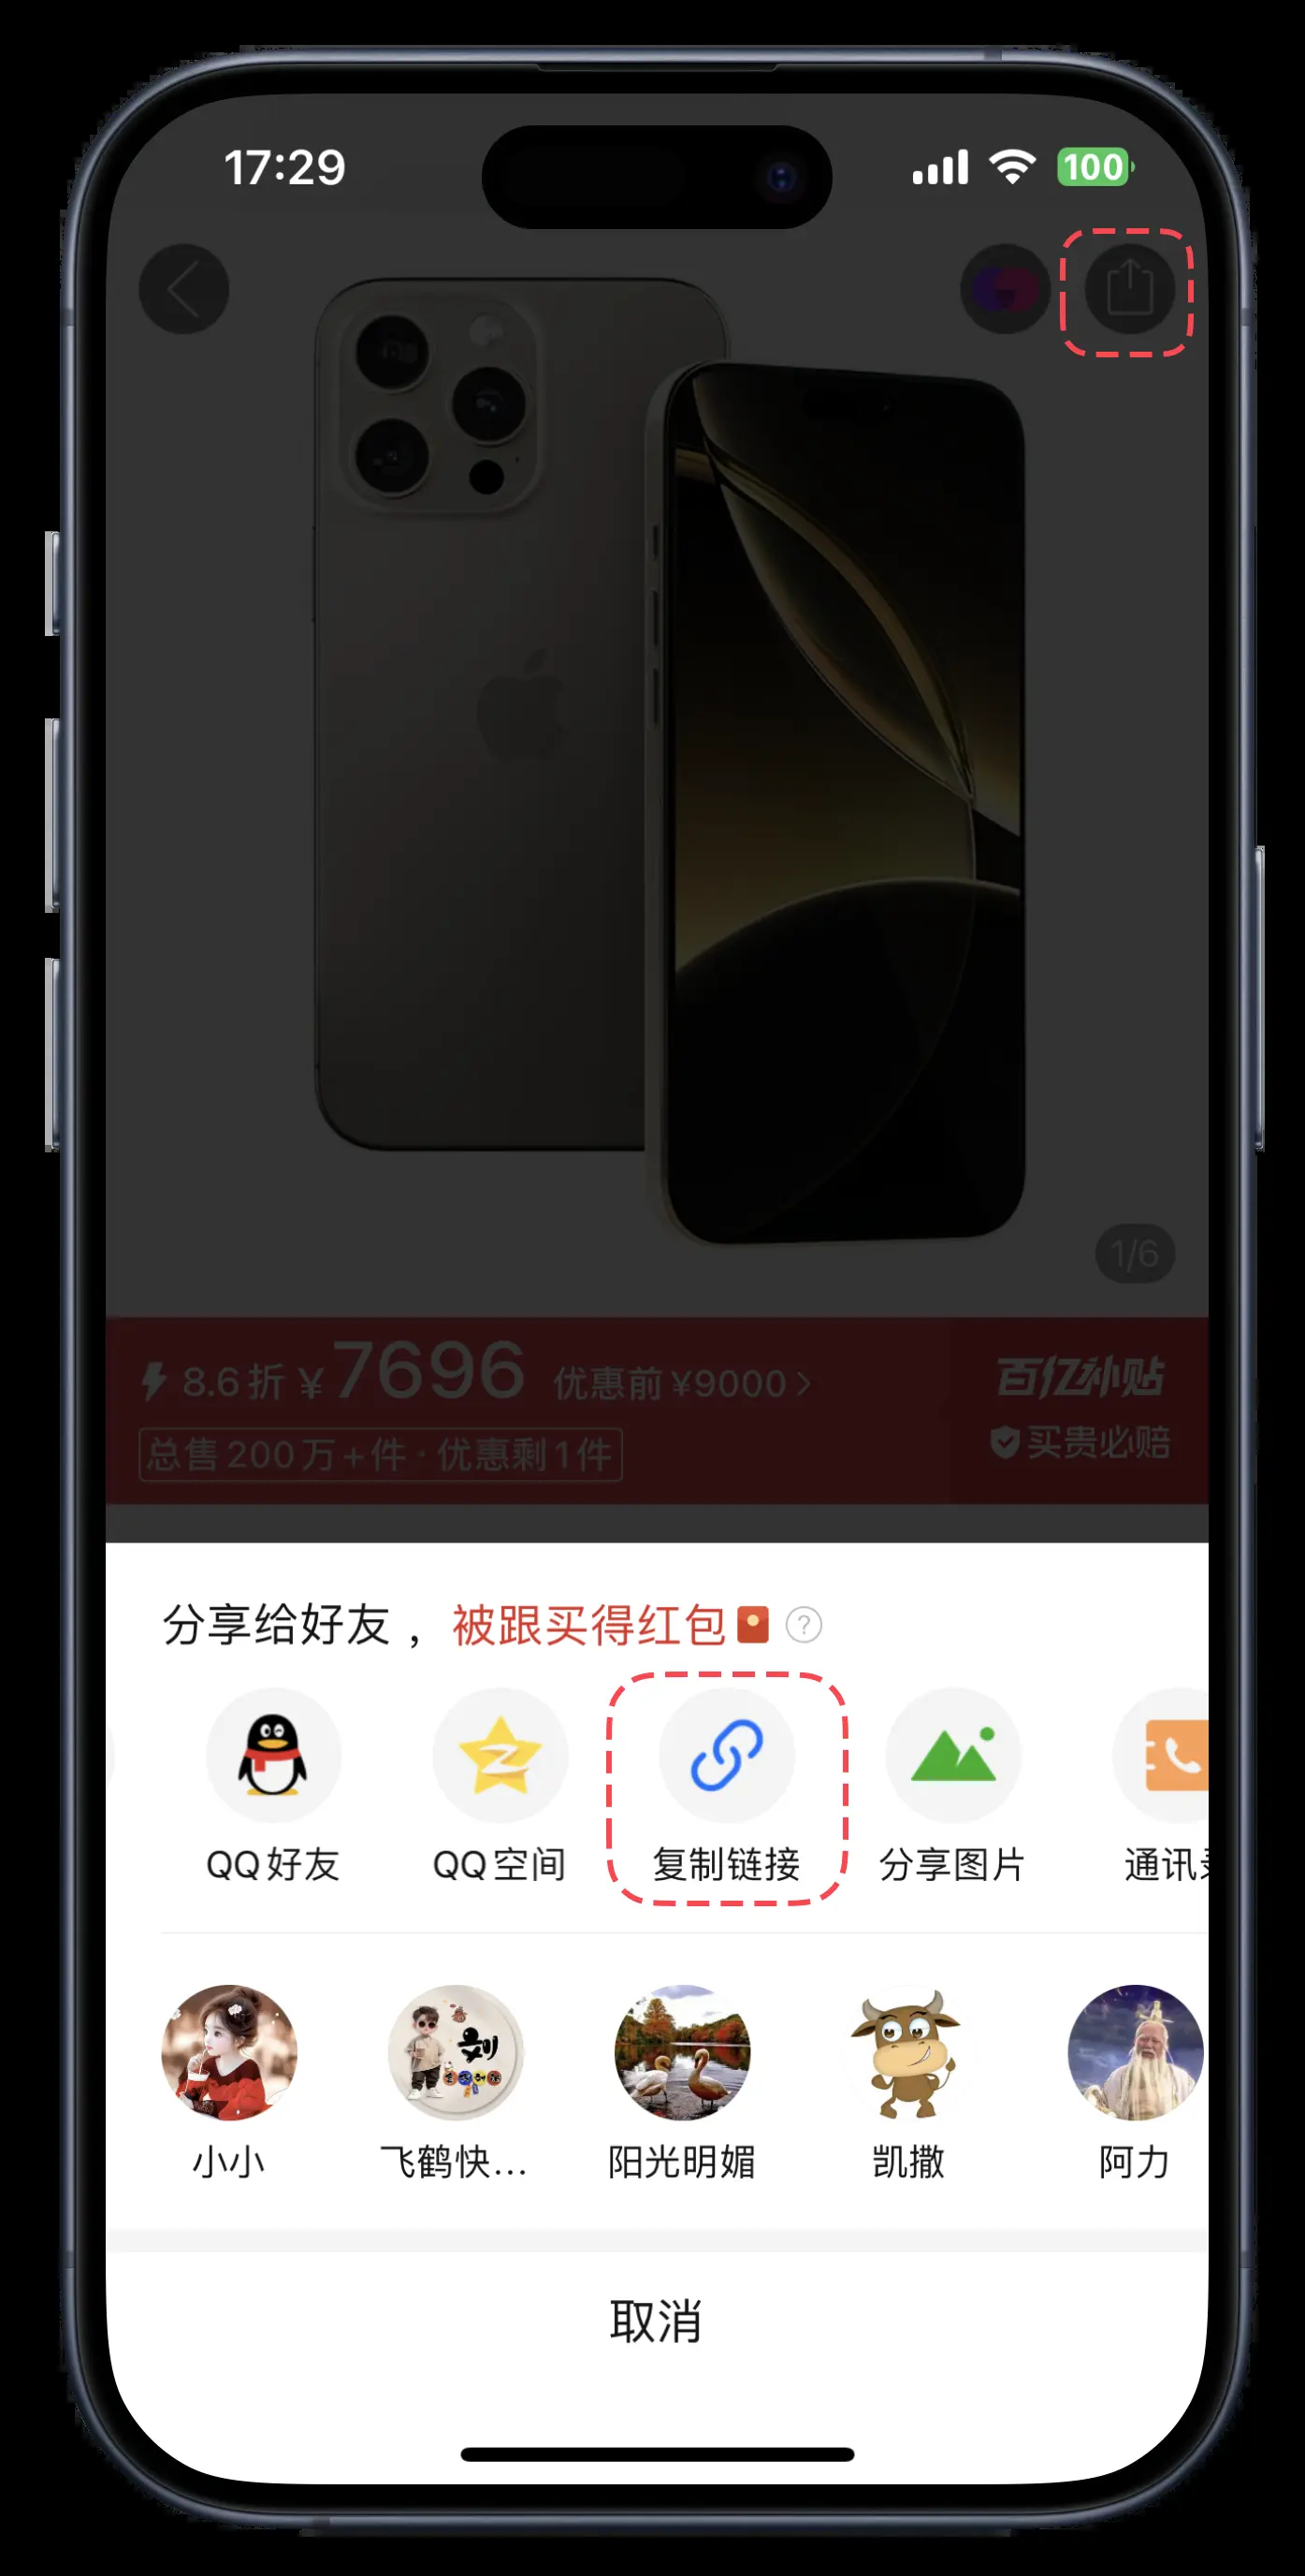 17:29
100
1/6
8.6折 ¥7696 优惠前 ¥9000
百亿补贴
总售200万+件·优惠剩1件
买贵必赔
分享给好友，被跟买得红包 ?
QQ好友
QQ空间
复制链接
分享图片
通讯录
小小
飞鹤快...
阳光明媚
凯撒
阿力
取消